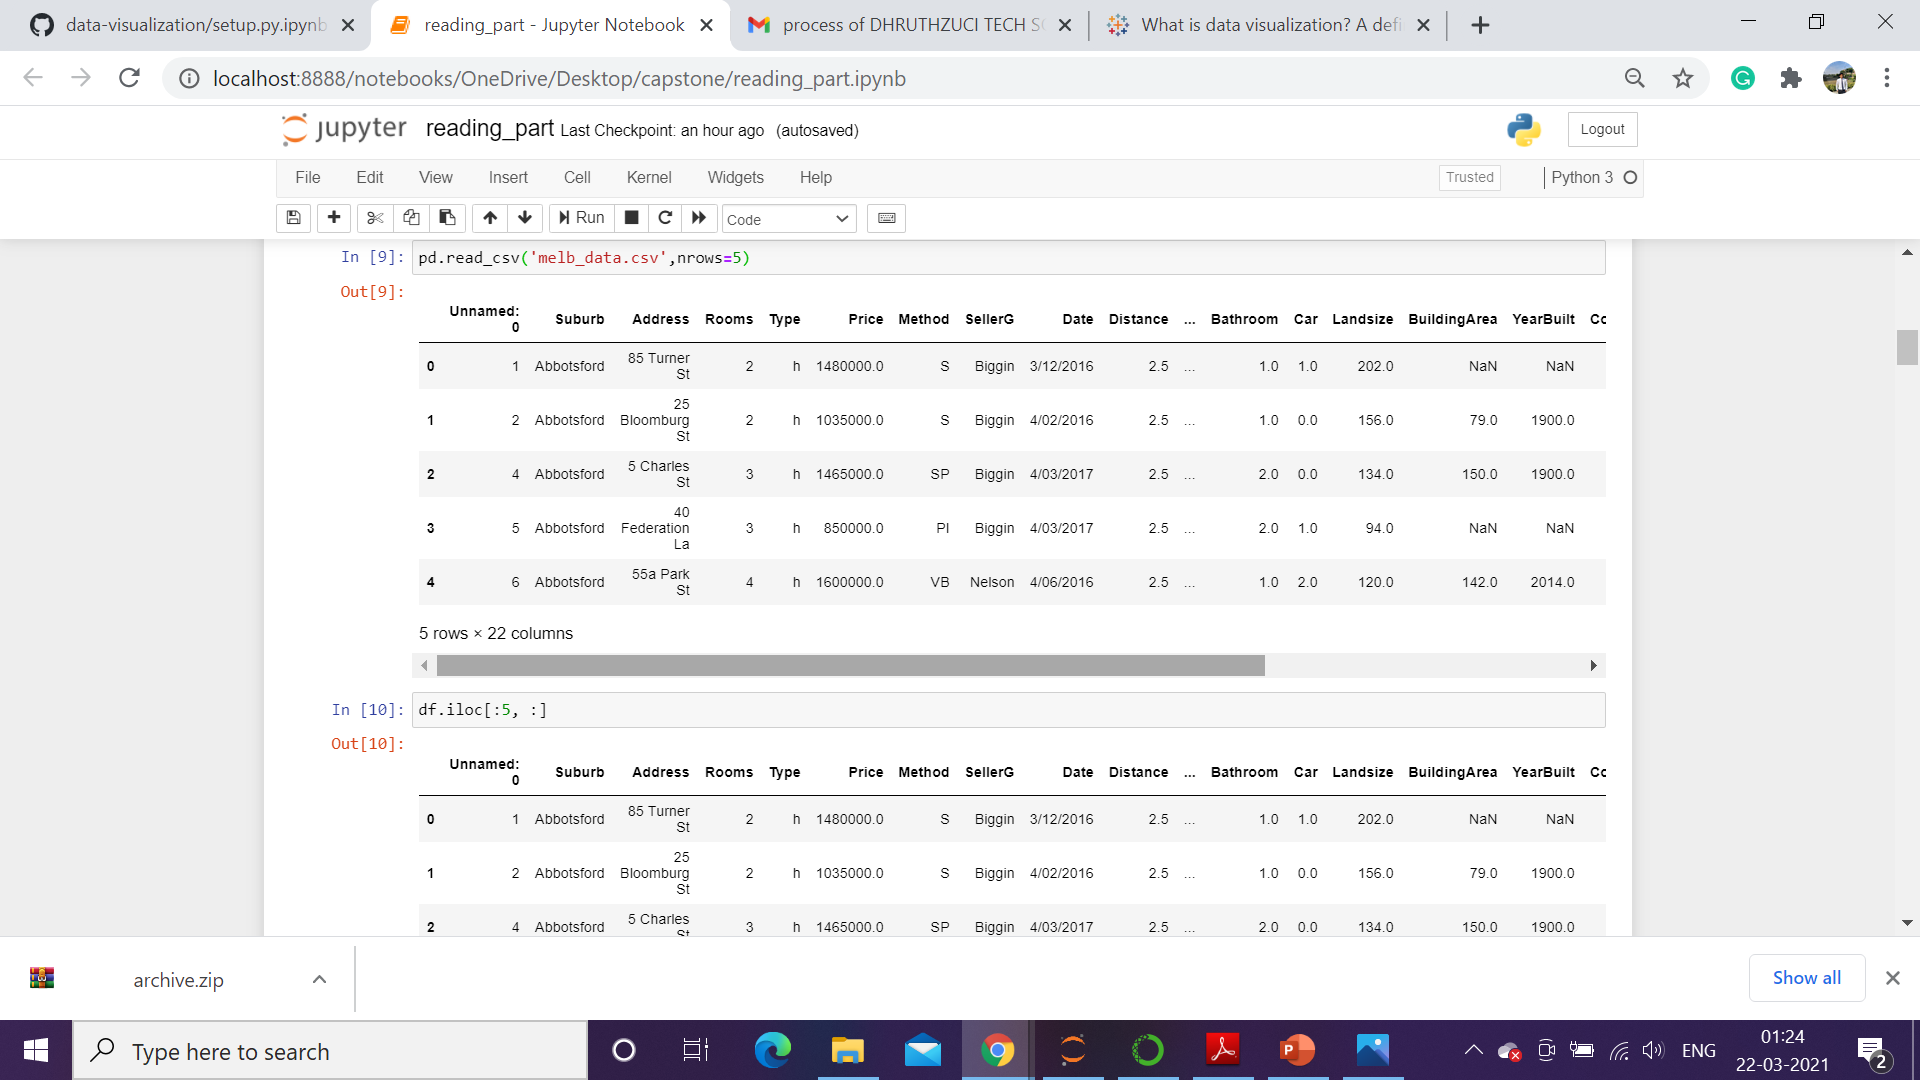 data-visualization/setup.py.ipynb
reading_part - Jupyter Notebook
process of DHRUTHZUCI TECH S
What is data visualization? A defi
localhost:8888/notebooks/OneDrive/Desktop/capstone/reading_part.ipynb
jupyter reading_part Last Checkpoint: an hour ago (autosaved)
Logout
File Edit View Insert Cell Kernel Widgets Help
Trusted
Python 3
Run
Code
In [9]: pd.read_csv('melb_data.csv',nrows=5)
Out[9]:
Unnamed: 0 Suburb Address Rooms Type Price Method SellerG Date Distance ... Bathroom Car Landsize BuildingArea YearBuilt Co
0 1 Abbotsford 85 Turner St 2 h 1480000.0 S Biggin 3/12/2016 2.5 ... 1.0 1.0 202.0 NaN NaN
1 2 Abbotsford 25 Bloomburg St 2 h 1035000.0 S Biggin 4/02/2016 2.5 ... 1.0 0.0 156.0 79.0 1900.0
2 4 Abbotsford 5 Charles St 3 h 1465000.0 SP Biggin 4/03/2017 2.5 ... 2.0 0.0 134.0 150.0 1900.0
3 5 Abbotsford 40 Federation La 3 h 850000.0 PI Biggin 4/03/2017 2.5 ... 2.0 1.0 94.0 NaN NaN
4 6 Abbotsford 55a Park St 4 h 1600000.0 VB Nelson 4/06/2016 2.5 ... 1.0 2.0 120.0 142.0 2014.0
5 rows × 22 columns
In [10]: df.iloc[:5, :]
Out[10]:
Unnamed: 0 Suburb Address Rooms Type Price Method SellerG Date Distance ... Bathroom Car Landsize BuildingArea YearBuilt Co
0 1 Abbotsford 85 Turner St 2 h 1480000.0 S Biggin 3/12/2016 2.5 ... 1.0 1.0 202.0 NaN NaN
1 2 Abbotsford 25 Bloomburg St 2 h 1035000.0 S Biggin 4/02/2016 2.5 ... 1.0 0.0 156.0 79.0 1900.0
2 4 Abbotsford 5 Charles St 3 h 1465000.0 SP Biggin 4/03/2017 2.5 ... 2.0 0.0 134.0 150.0 1900.0
archive.zip
Show all
Type here to search
ENG
01:24
22-03-2021
2